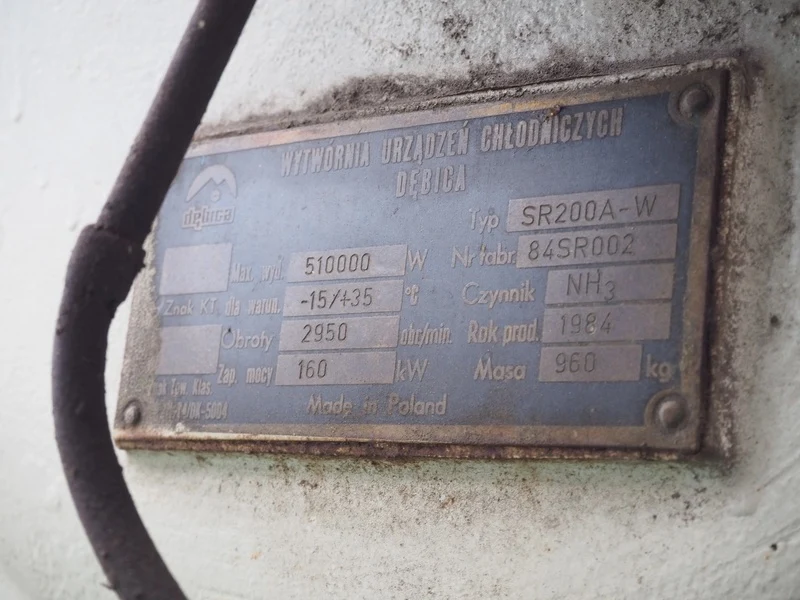 WYTWÓRNIA URZĄDZEŃ CHŁODNICZYCH
DĘBICA
dębica
Typ SR200A-W
Max. wyd. 510000 W Nr fabr. 84SR002
Znak KT dla warun. -15/+35 °C Czynnik NH3
Obroty 2950 obr/min. Rok prod. 1984
Zap. mocy 160 kW Masa 960 kg
Tow. Klas.
Made in Poland